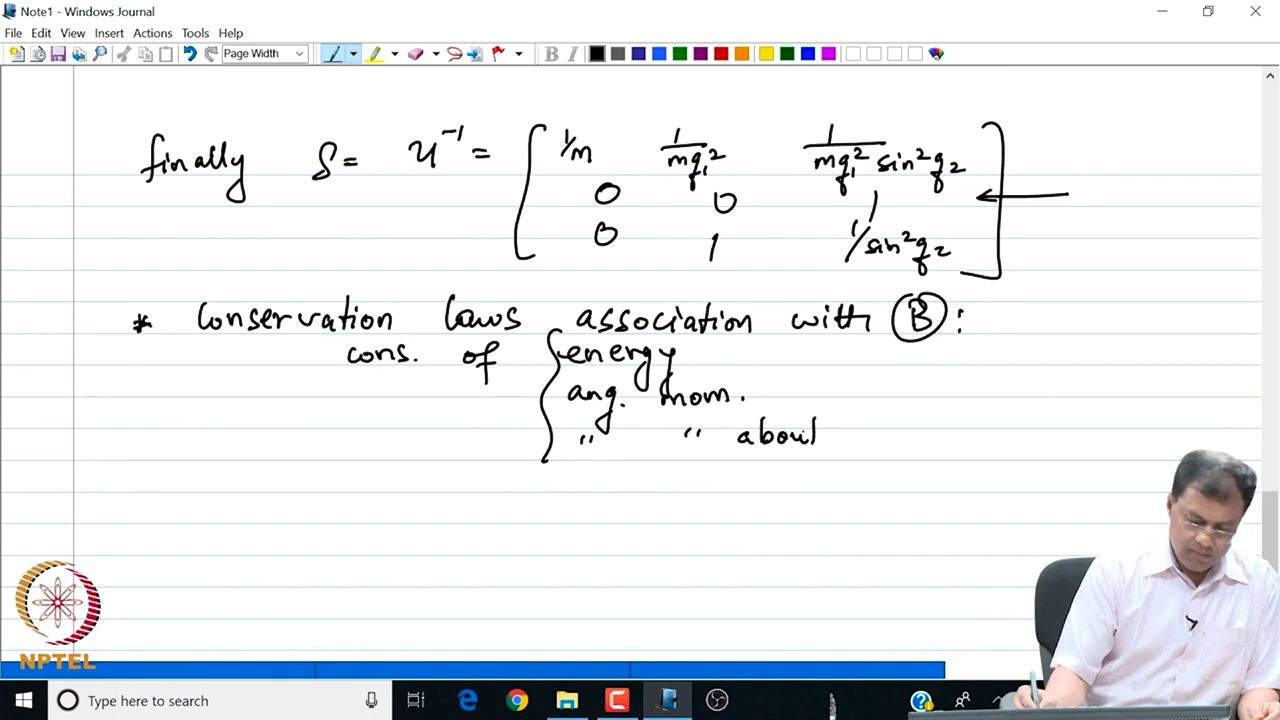 Note1 - Windows Journal
File Edit View Insert Actions Tools Help
Page Width
B I
finally S = U⁻¹ = [ 1/m 1/mq₁² 1/mq₁² sin²q₂
0 0 1
0 1 1/sin²q₂ ] ←
* Conservation laws association with B :
cons. of { energy
ang. mom.
" " about
NPTEL
Type here to search